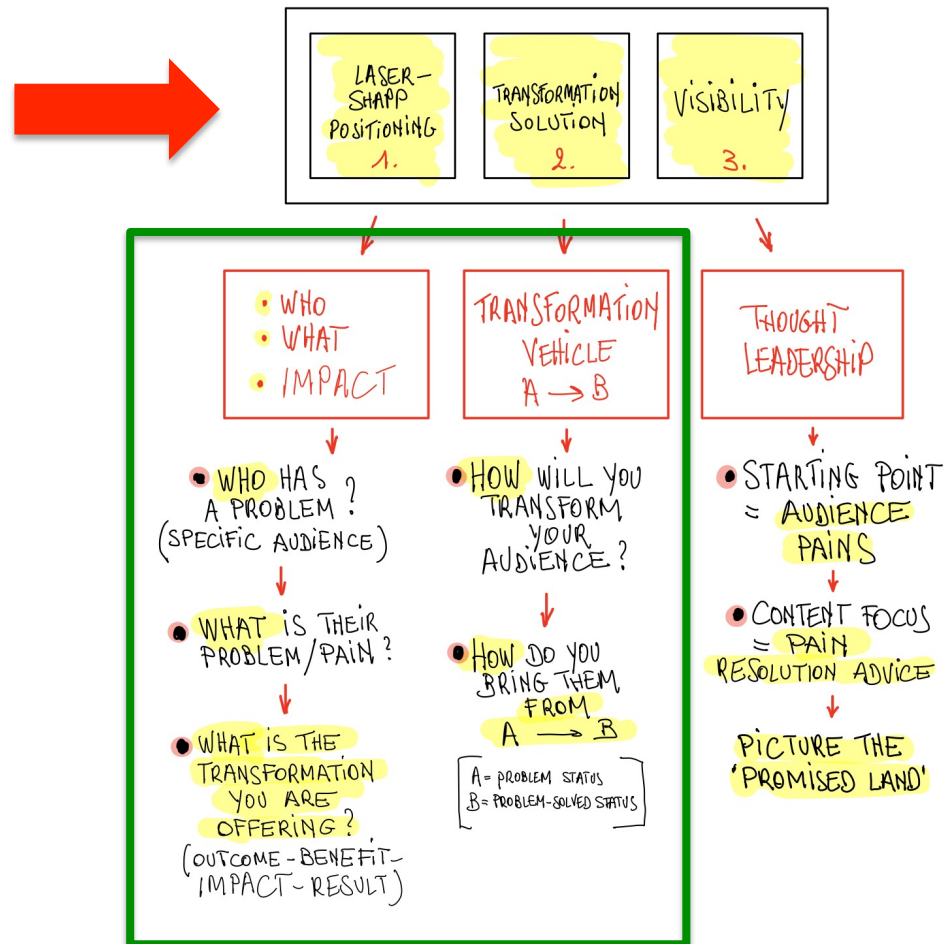 LASER-
SHAPP
POSITIONING
1.
TRANSFORMATION
SOLUTION
2.
VISIBILITY
3.
• WHO
• WHAT
• IMPACT
• WHO HAS
A PROBLEM?
(SPECIFIC AUDIENCE)
• WHAT IS THEIR
PROBLEM/PAIN?
• WHAT IS THE
TRANSFORMATION
YOU ARE
OFFERING?
(OUTCOME-BENEFIT-
IMPACT-RESULT)
TRANSFORMATION
VEHICLE
A → B
• HOW WILL YOU
TRANSFORM
YOUR
AUDIENCE?
• HOW DO YOU
BRING THEM
FROM
A → B
[A = PROBLEM STATUS
B = PROBLEM-SOLVED STATUS]
THOUGHT
LEADERSHIP
• STARTING POINT
= AUDIENCE
PAINS
• CONTENT FOCUS
= PAIN
RESOLUTION ADVICE
PICTURE THE
'PROMISED LAND'